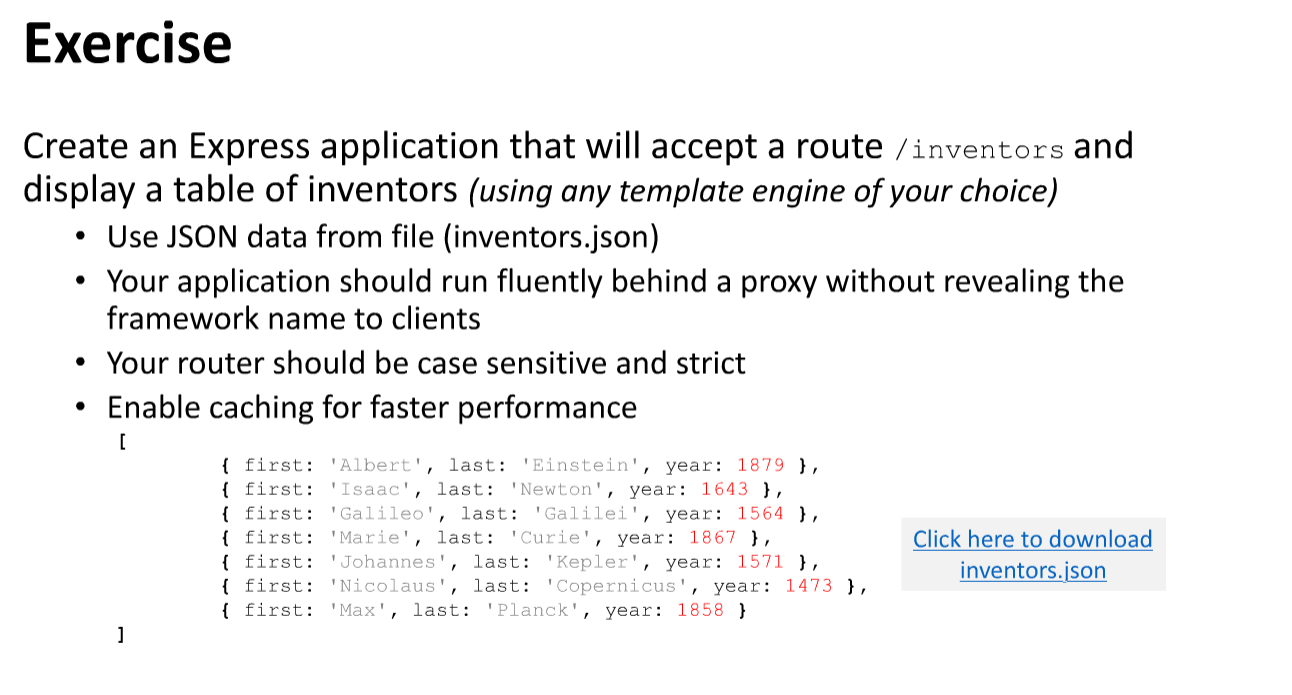 Exercise
Create an Express application that will accept a route /inventors and
display a table of inventors (using any template engine of your choice)
• Use JSON data from file (inventors.json)
• Your application should run fluently behind a proxy without revealing the
framework name to clients
• Your router should be case sensitive and strict
• Enable caching for faster performance
[
{ first: 'Albert', last: 'Einstein', year: 1879 },
{ first: 'Isaac', last: 'Newton', year: 1643 },
{ first: 'Galileo', last: 'Galilei', year: 1564 },
{ first: 'Marie', last: 'Curie', year: 1867 },
{ first: 'Johannes', last: 'Kepler', year: 1571 },
{ first: 'Nicolaus', last: 'Copernicus', year: 1473 },
{ first: 'Max', last: 'Planck', year: 1858 }
]
Click here to download
inventors.json